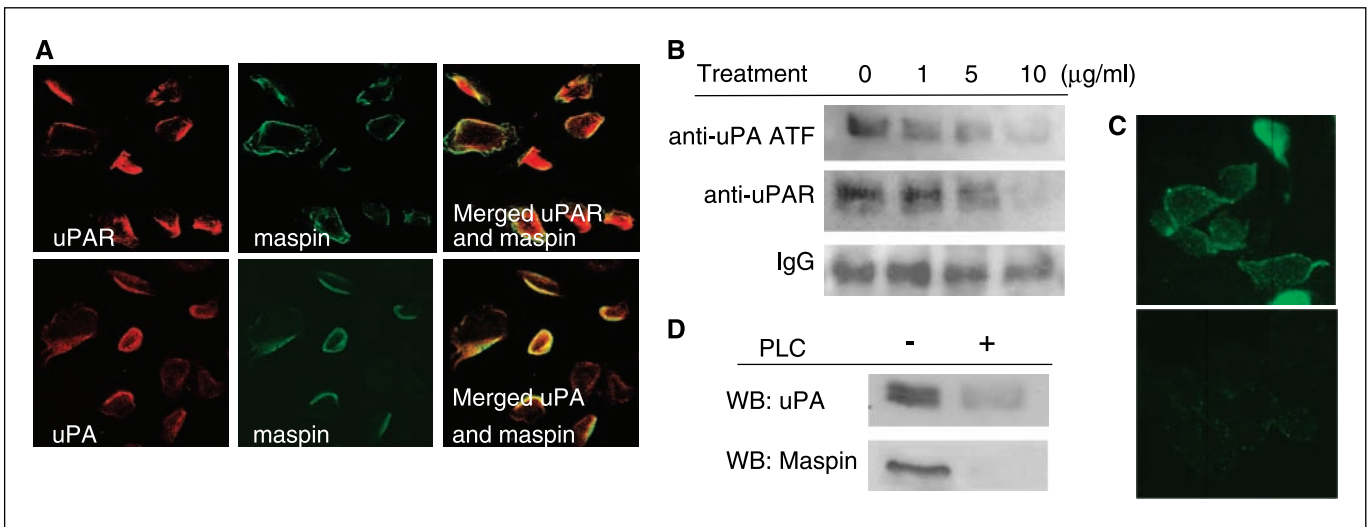 A
uPAR
maspin
Merged uPAR
and maspin
uPA
maspin
Merged uPA
and maspin
B
Treatment 0 1 5 10 (μg/ml)
anti-uPA ATF
anti-uPAR
IgG
C
D
PLC - +
WB: uPA
WB: Maspin